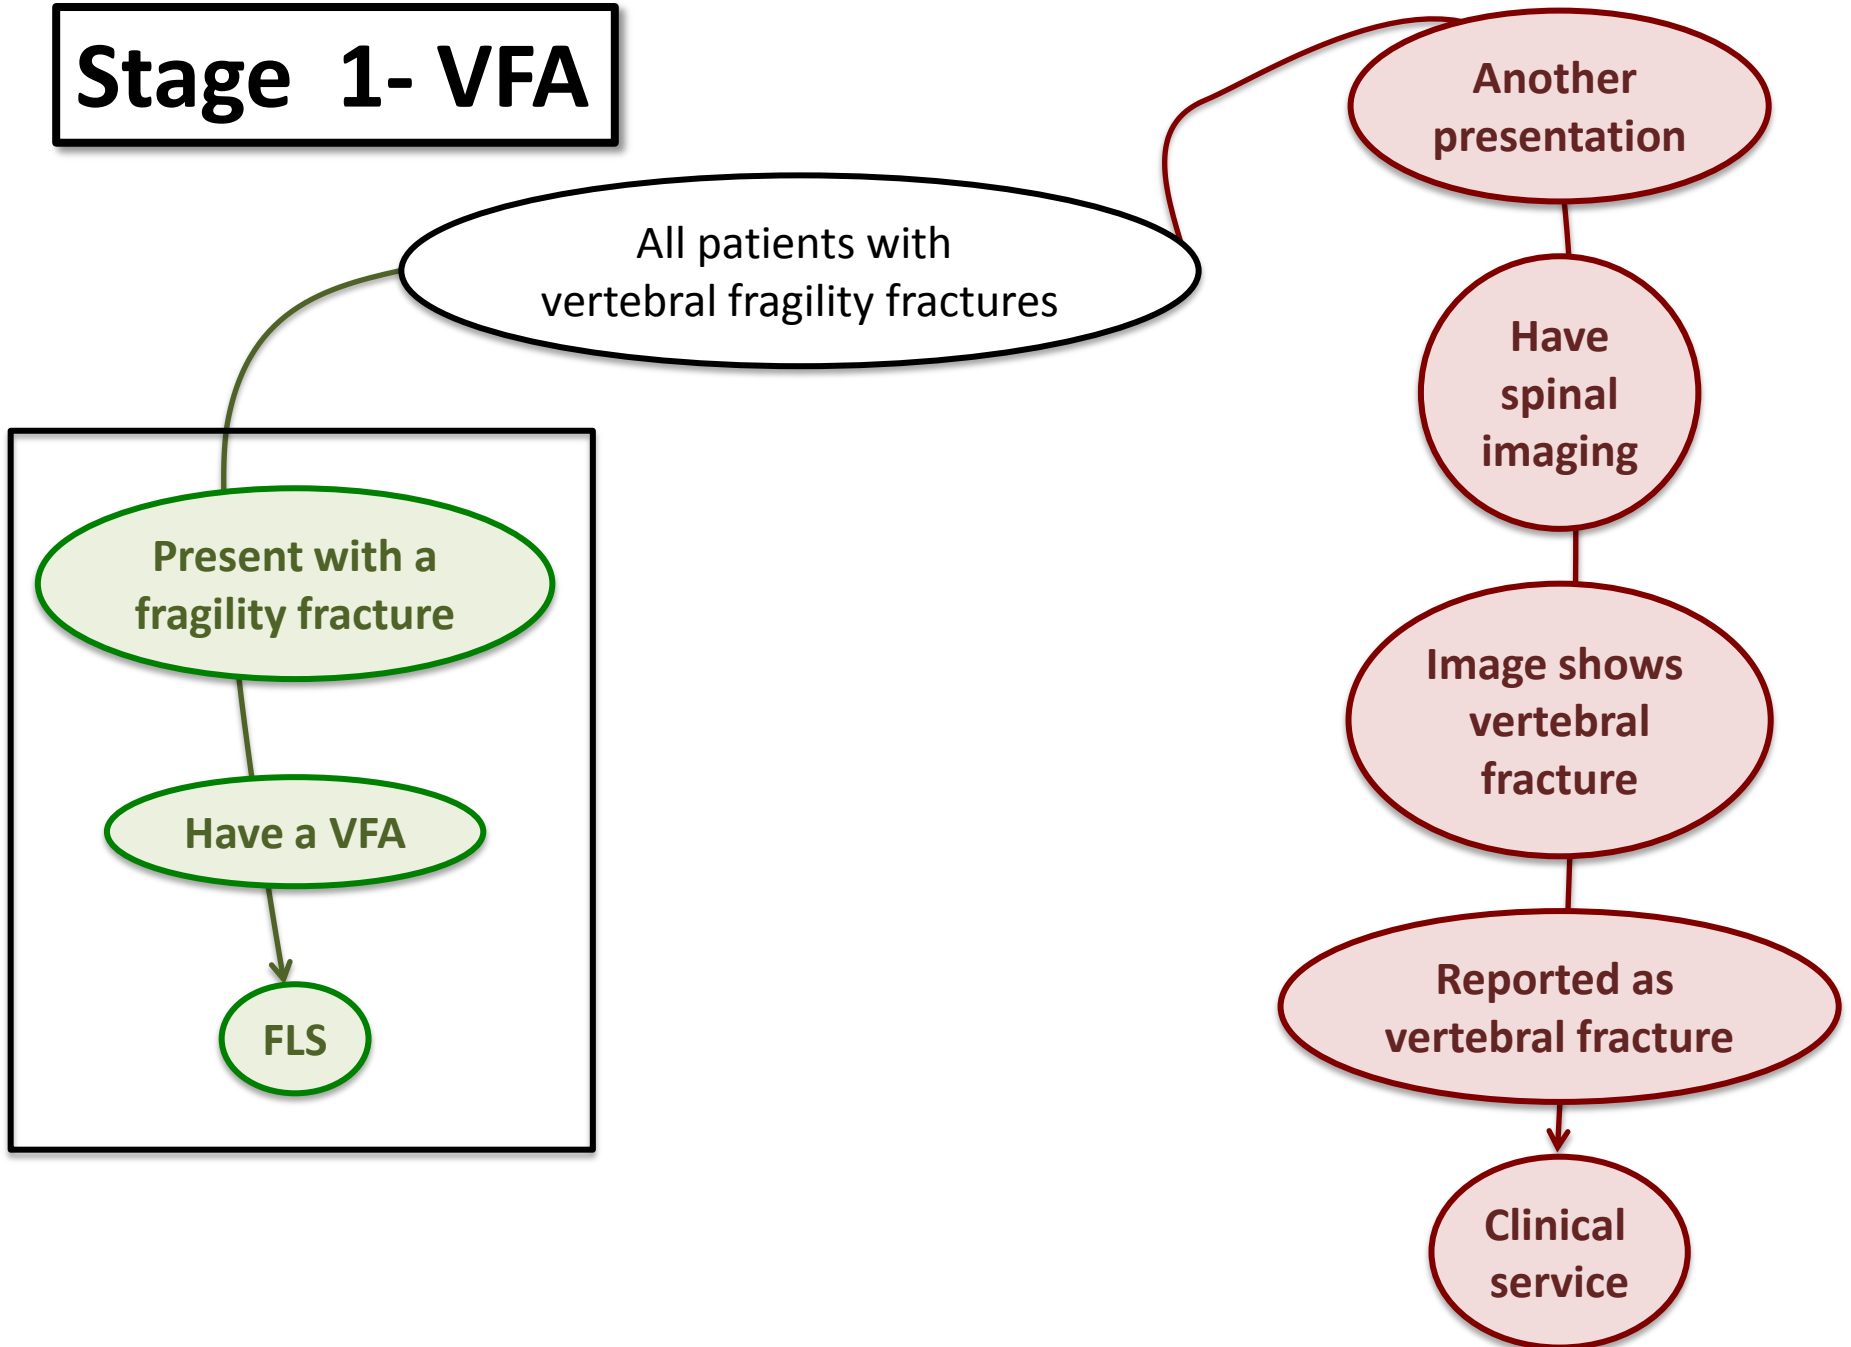 Stage 1- VFA
All patients with
vertebral fragility fractures
Present with a
fragility fracture
Have a VFA
FLS
Another
presentation
Have
spinal
imaging
Image shows
vertebral
fracture
Reported as
vertebral fracture
Clinical
service